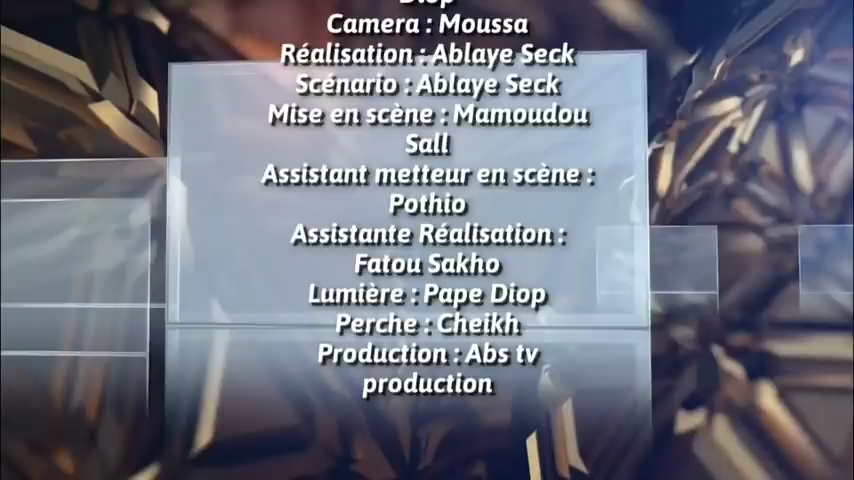 Diop
Camera : Moussa
Réalisation : Ablaye Seck
Scénario : Ablaye Seck
Mise en scène : Mamoudou
Sall
Assistant metteur en scène :
Pothio
Assistante Réalisation :
Fatou Sakho
Lumière : Pape Diop
Perche : Cheikh
Production : Abs tv
production